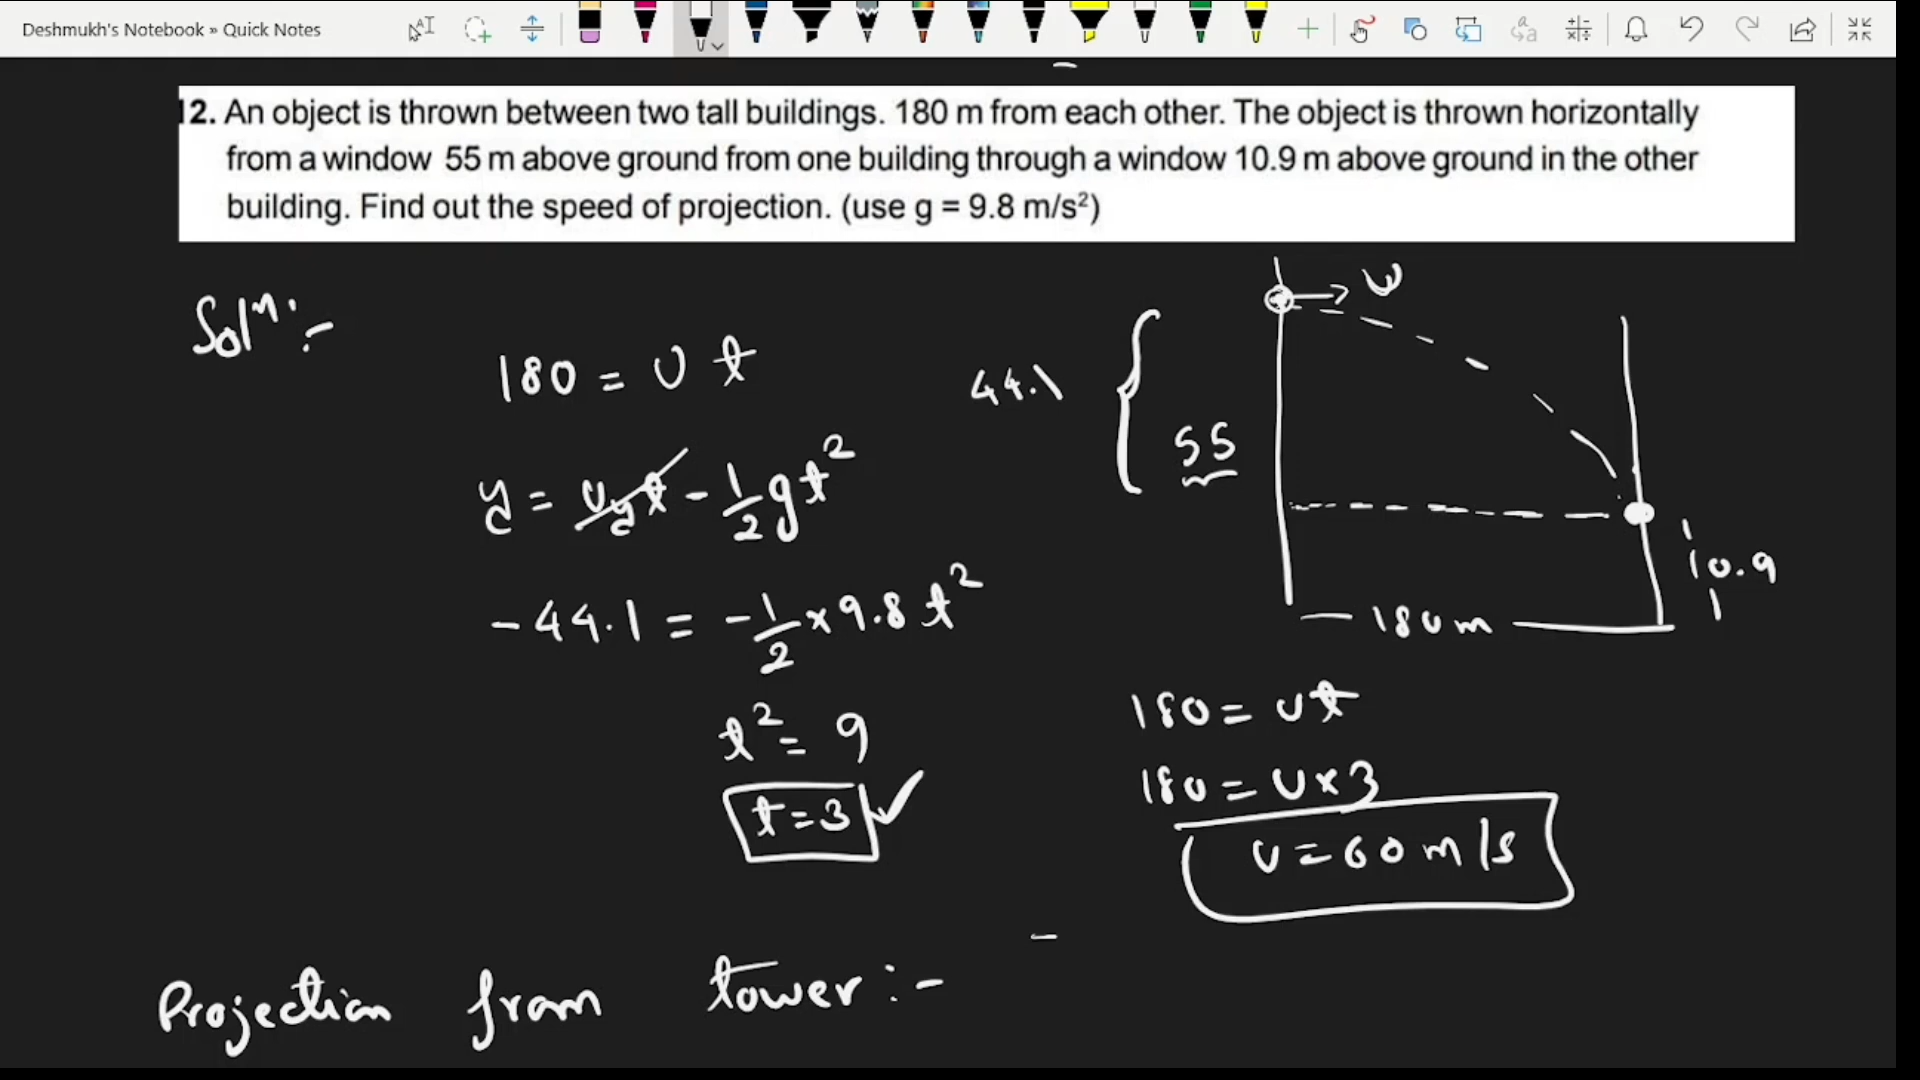 Deshmukh's Notebook » Quick Notes
12. An object is thrown between two tall buildings. 180 m from each other. The object is thrown horizontally
from a window 55 m above ground from one building through a window 10.9 m above ground in the other
building. Find out the speed of projection. (use g = 9.8 m/s²)
Solⁿ:-
180 = u t
y = u_y t - 1/2 g t²
-44.1 = -1/2 × 9.8 t²
t² = 9
t = 3 ✓
u
44.1
55
10.9
180 m
180 = u t
180 = u × 3
u = 60 m/s
Projection from tower :-